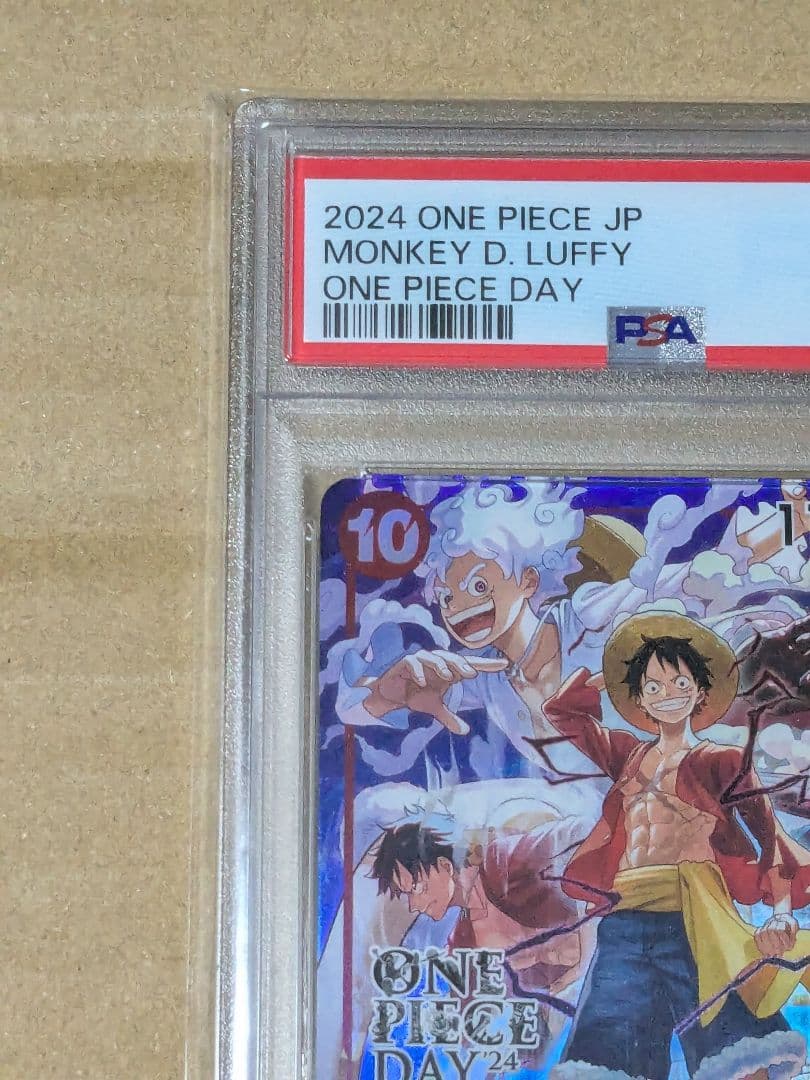 2024 ONE PIECE JP
MONKEY D. LUFFY
ONE PIECE DAY
PSA
10
ONE
PIECE
DAY'24